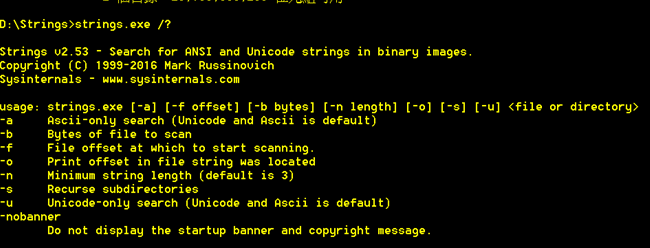 D:\Strings>strings.exe /?
Strings v2.53 - Search for ANSI and Unicode strings in binary images.
Copyright (C) 1999-2016 Mark Russinovich
Sysinternals - www.sysinternals.com
usage: strings.exe [-a] [-f offset] [-b bytes] [-n length] [-o] [-s] [-u] <file or directory>
-a Ascii-only search (Unicode and Ascii is default)
-b Bytes of file to scan
-f File offset at which to start scanning.
-o Print offset in file string was located
-n Minimum string length (default is 3)
-s Recurse subdirectories
-u Unicode-only search (Unicode and Ascii is default)
-nobanner
Do not display the startup banner and copyright message.